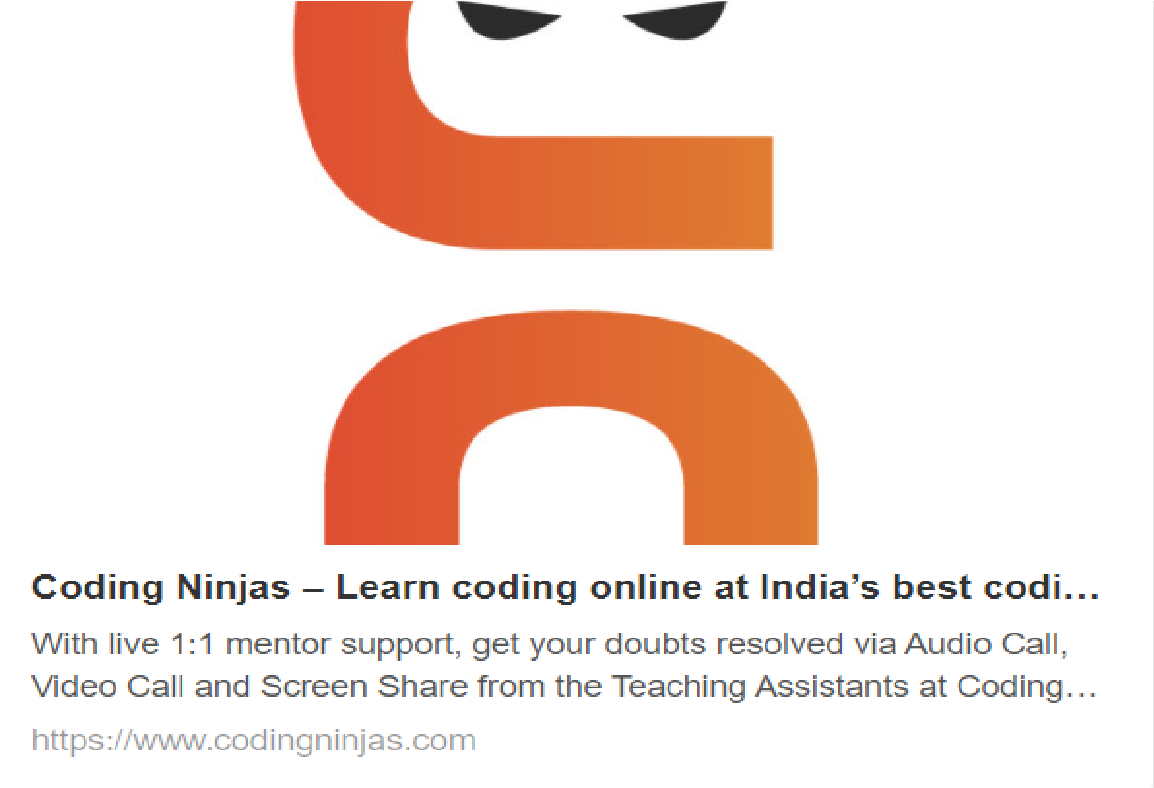 Coding Ninjas – Learn coding online at India’s best codi...
With live 1:1 mentor support, get your doubts resolved via Audio Call,
Video Call and Screen Share from the Teaching Assistants at Coding...
https://www.codingninjas.com